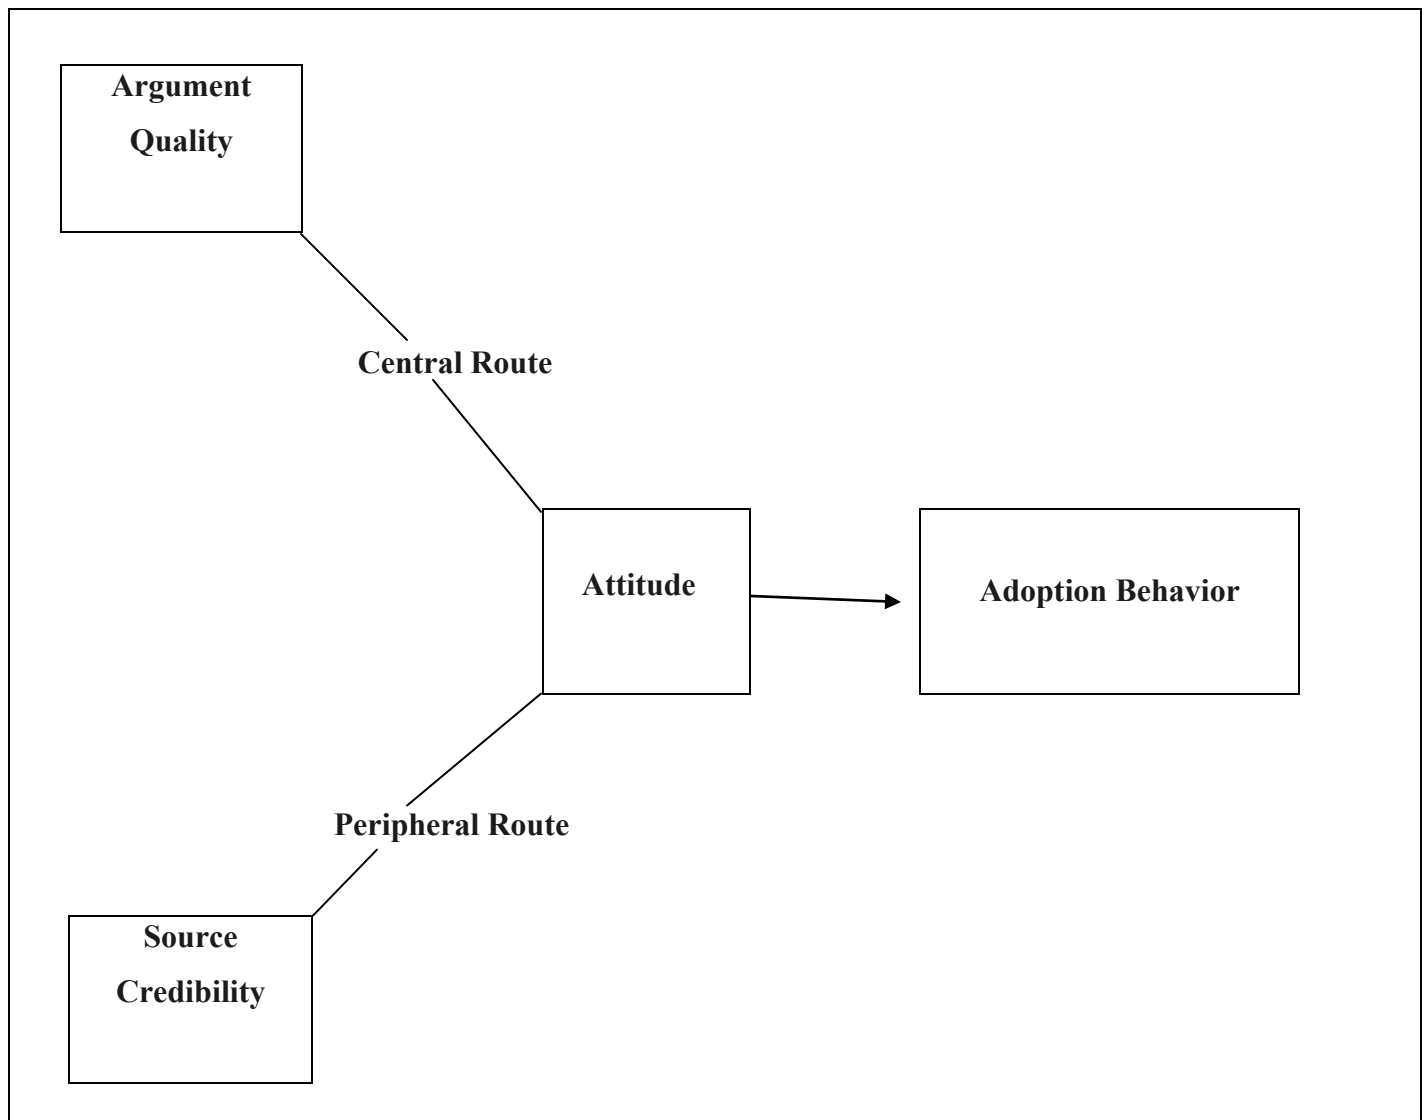 Argument
Quality
Central Route
Attitude
Adoption Behavior
Peripheral Route
Source
Credibility